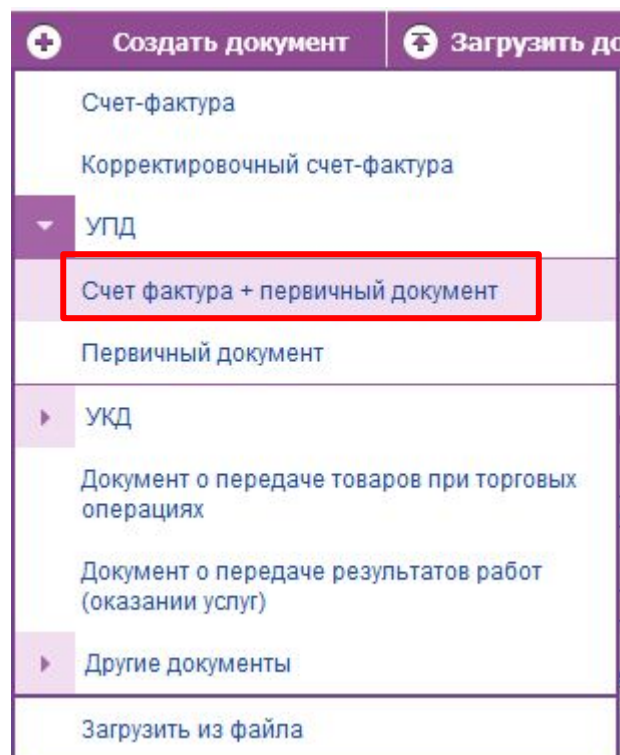 Создать документ
Загрузить до
Счет-фактура
Корректировочный счет-фактура
УПД
Счет фактура + первичный документ
Первичный документ
УКД
Документ о передаче товаров при торговых
операциях
Документ о передаче результатов работ
(оказании услуг)
Другие документы
Загрузить из файла